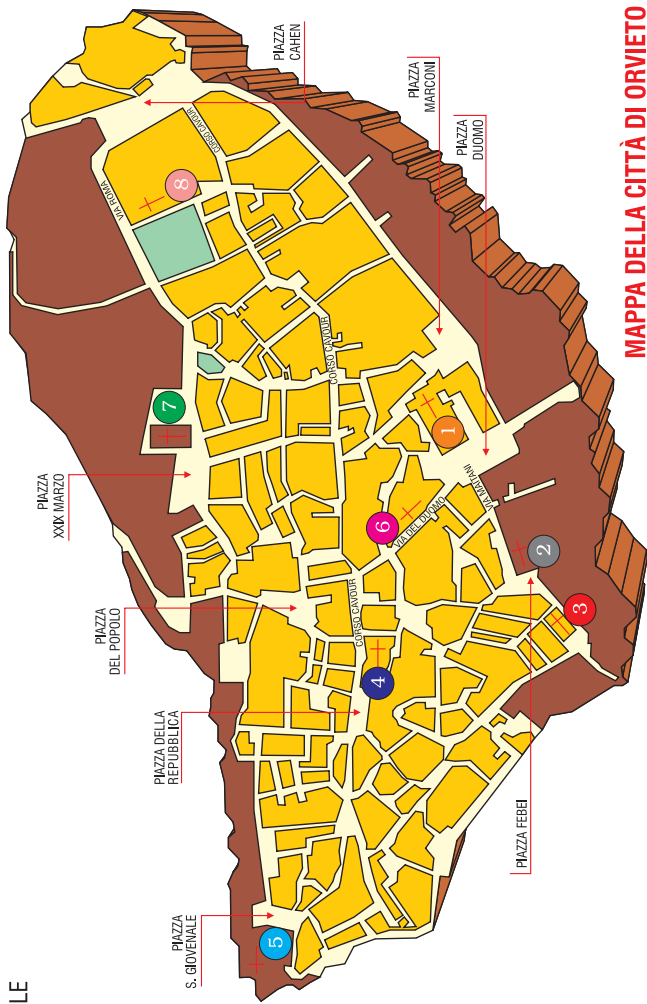 LE
PIAZZA
CAHEN
PIAZZA
MARCONI
PIAZZA
DUOMO
MAPPA DELLA CITTÀ DI ORVIETO
VIA ROMA
CORSO CAVOUR
8
7
PIAZZA
XXIX MARZO
CORSO CAVOUR
1
6
VIA DEL DUOMO
VIA MAITANI
2
3
PIAZZA
DEL POPOLO
CORSO CAVOUR
4
PIAZZA DELLA
REPUBBLICA
PIAZZA FEBEI
PIAZZA
S. GIOVENALE
5